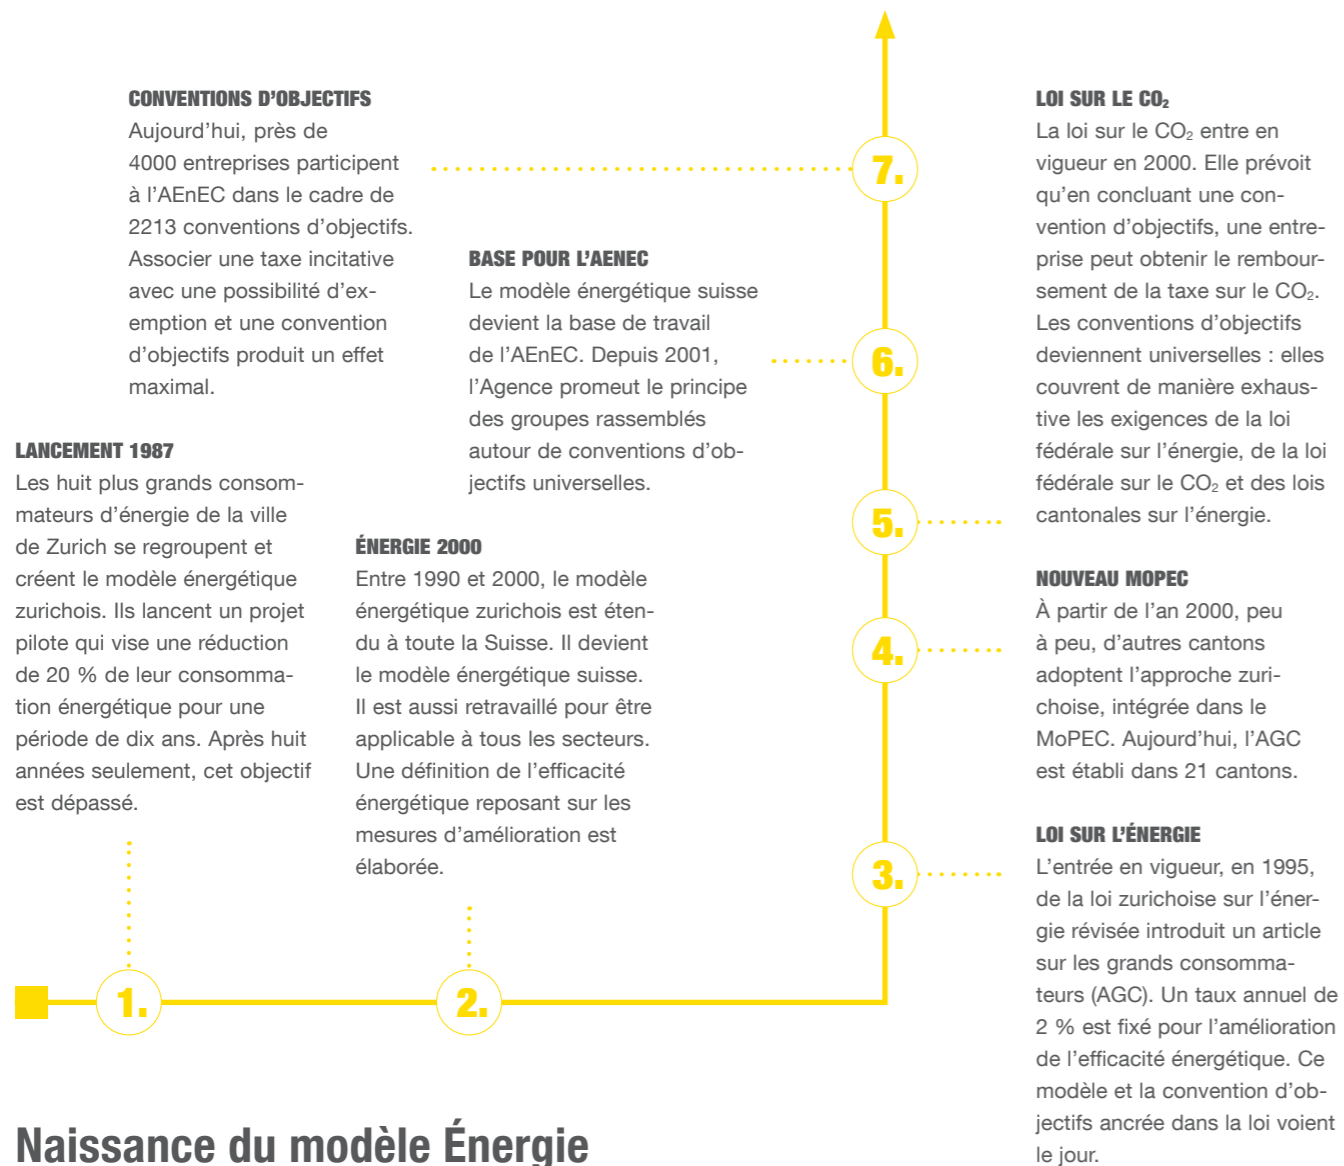 CONVENTIONS D'OBJECTIFS
Aujourd'hui, près de
4000 entreprises participent
à l'AEnEC dans le cadre de
2213 conventions d'objectifs.
Associer une taxe incitative
avec une possibilité d'ex-
emption et une convention
d'objectifs produit un effet
maximal.
7.
LOI SUR LE CO₂
La loi sur le CO₂ entre en
vigueur en 2000. Elle prévoit
qu'en concluant une con-
vention d'objectifs, une entre-
prise peut obtenir le rembour-
sement de la taxe sur le CO₂.
Les conventions d'objectifs
deviennent universelles : elles
couvrent de manière exhaus-
tive les exigences de la loi
fédérale sur l'énergie, de la loi
fédérale sur le CO₂ et des lois
cantonales sur l'énergie.
BASE POUR L'AENEC
Le modèle énergétique suisse
devient la base de travail
de l'AEnEC. Depuis 2001,
l'Agence promeut le principe
des groupes rassemblés
autour de conventions d'ob-
jectifs universelles.
6.
5.
LANCEMENT 1987
Les huit plus grands consom-
mateurs d'énergie de la ville
de Zurich se regroupent et
créent le modèle énergétique
zurichois. Ils lancent un projet
pilote qui vise une réduction
de 20 % de leur consomma-
tion énergétique pour une
période de dix ans. Après huit
années seulement, cet objectif
est dépassé.
ÉNERGIE 2000
Entre 1990 et 2000, le modèle
énergétique zurichois est éten-
du à toute la Suisse. Il devient
le modèle énergétique suisse.
Il est aussi retravaillé pour être
applicable à tous les secteurs.
Une définition de l'efficacité
énergétique reposant sur les
mesures d'amélioration est
élaborée.
4.
NOUVEAU MOPEC
À partir de l'an 2000, peu
à peu, d'autres cantons
adoptent l'approche zuri-
choise, intégrée dans le
MoPEC. Aujourd'hui, l'AGC
est établi dans 21 cantons.
3.
LOI SUR L'ÉNERGIE
L'entrée en vigueur, en 1995,
de la loi zurichoise sur l'éner-
gie révisée introduit un article
sur les grands consomma-
teurs (AGC). Un taux annuel de
2 % est fixé pour l'amélioration
de l'efficacité énergétique. Ce
modèle et la convention d'ob-
jectifs ancrée dans la loi voient
le jour.
1.
2.
Naissance du modèle Énergie